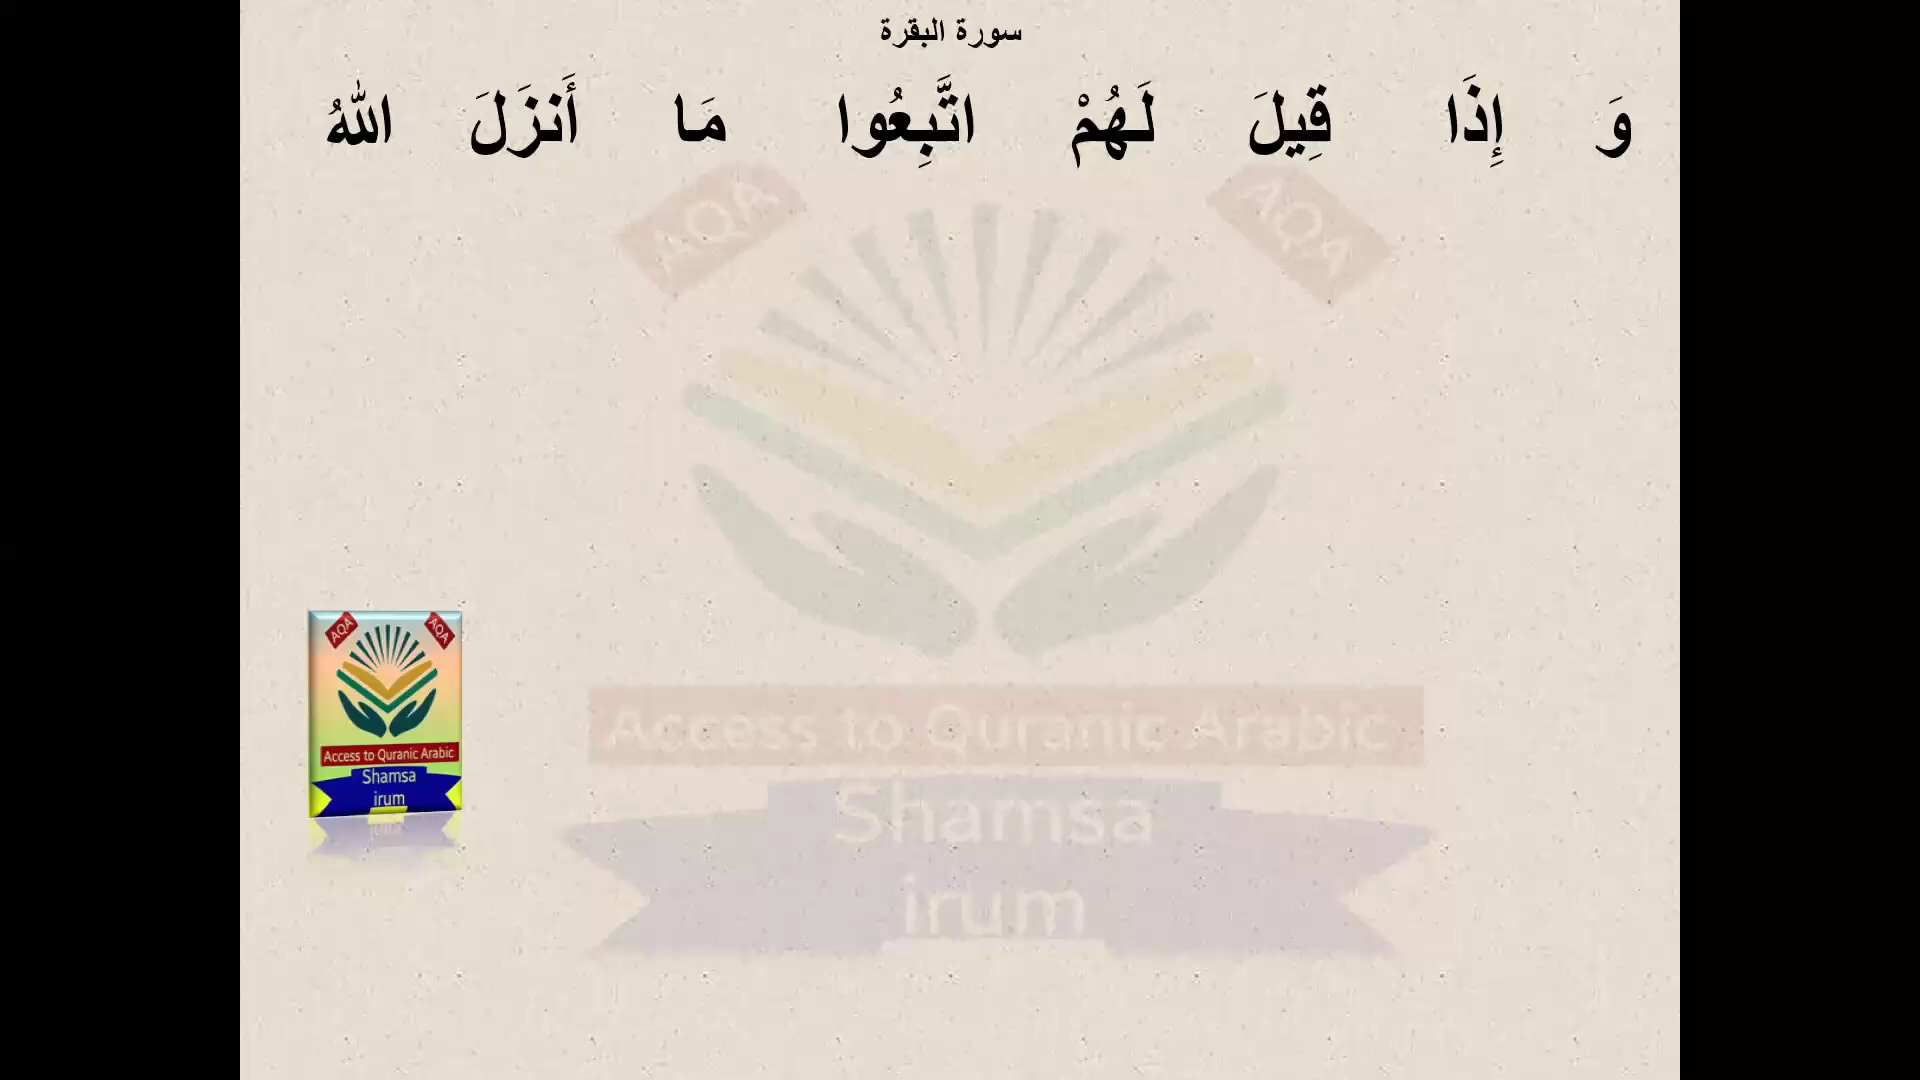 سورة البقرة
وَ إِذَا قِيلَ لَهُمْ اتَّبِعُوا مَا أَنزَلَ اللّٰهُ
AQA AQA
Access to Quranic Arabic
Shamsa
irum
AQA AQA
Access to Quranic Arabic
Shamsa
irum